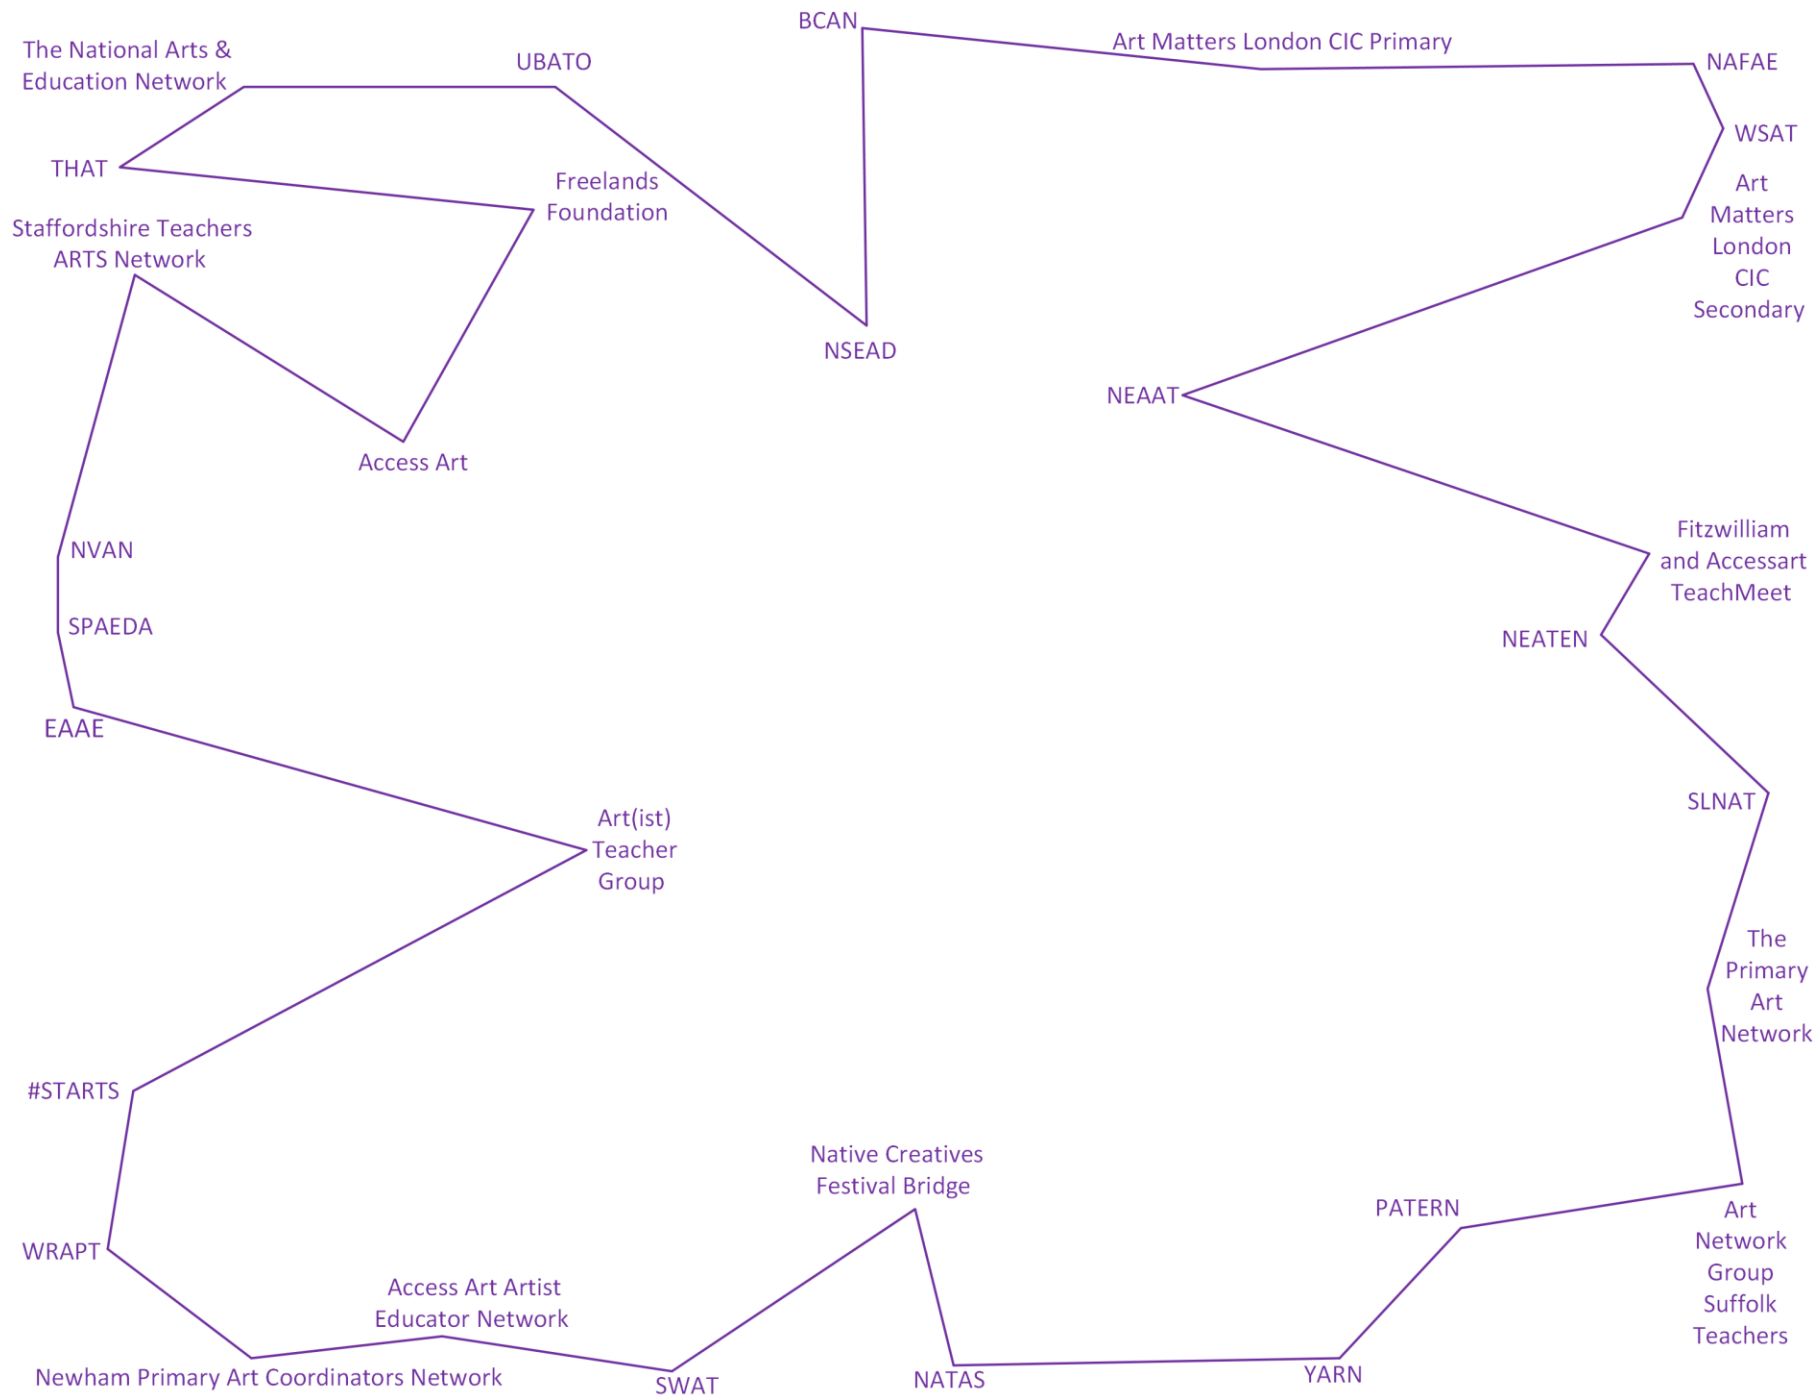 BCAN
The National Arts &
Education Network
UBATO
Art Matters London CIC Primary
NAFAE
WSAT
THAT
Freelands
Foundation
Art
Matters
London
CIC
Secondary
Staffordshire Teachers
ARTS Network
NSEAD
NEAAT
Access Art
Fitzwilliam
and Accessart
TeachMeet
NVAN
SPAEDA
NEATEN
EAAE
SLNAT
Art(ist)
Teacher
Group
The
Primary
Art
Network
#STARTS
Native Creatives
Festival Bridge
PATERN
Art
Network
Group
Suffolk
Teachers
WRAPT
Access Art Artist
Educator Network
Newham Primary Art Coordinators Network
SWAT
NATAS
YARN